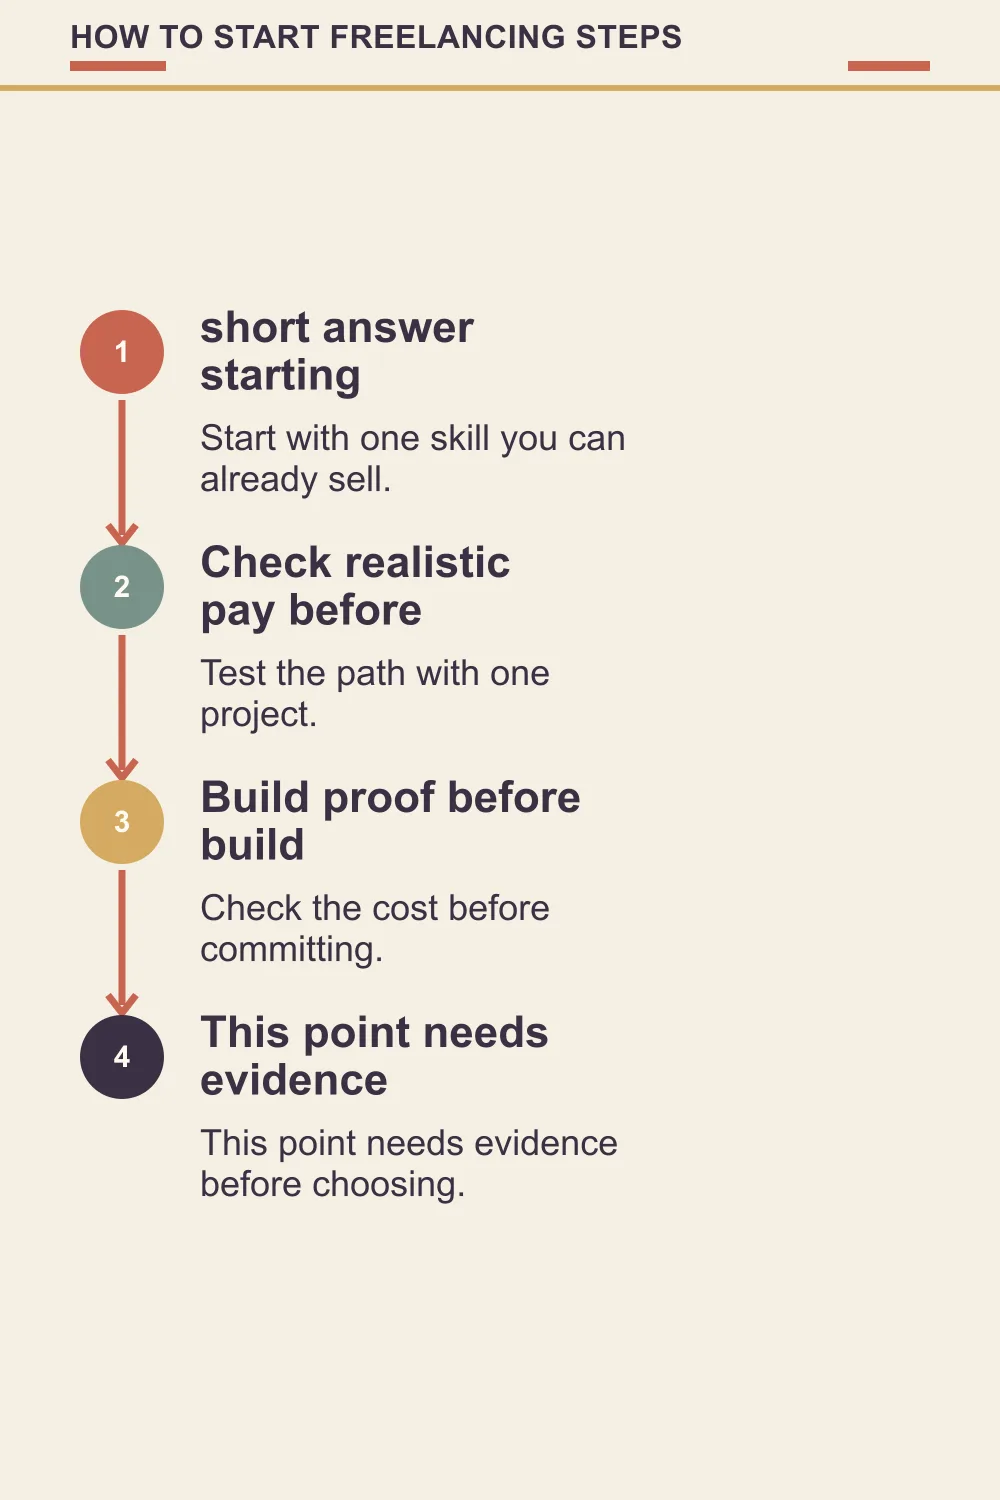 HOW TO START FREELANCING STEPS
1
short answer
starting
Start with one skill you can
already sell.
2
Check realistic
pay before
Test the path with one
project.
3
Build proof before
build
Check the cost before
committing.
4
This point needs
evidence
This point needs evidence
before choosing.